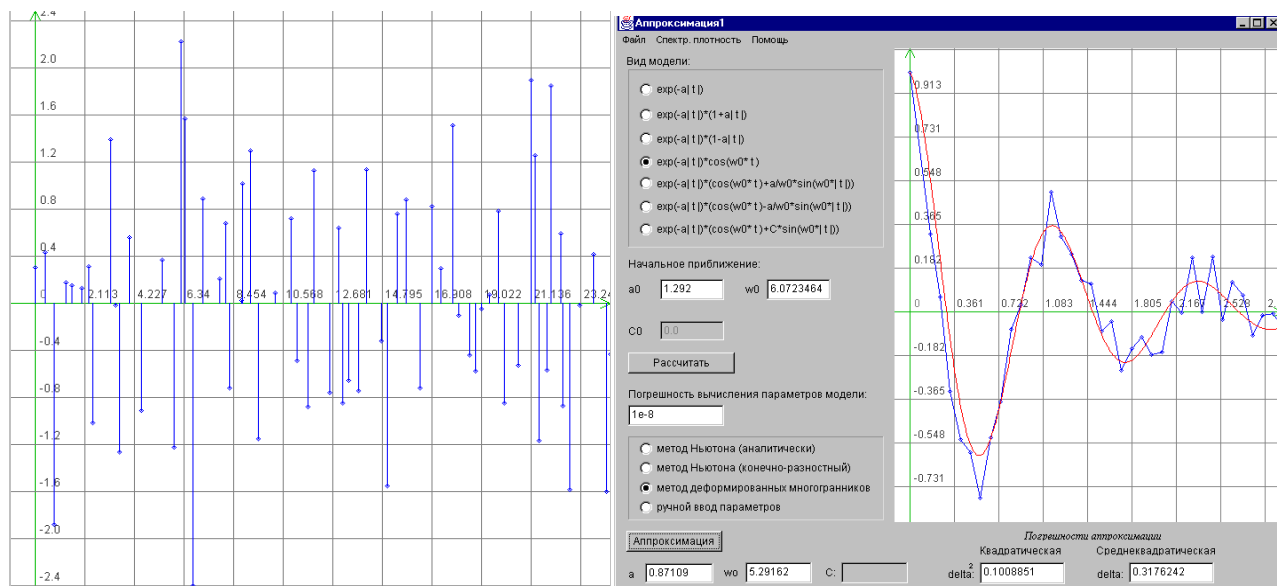 2.4
2.0
1.6
1.2
0.8
0.4
0 2.113 4.227 6.34 8.454 10.568 12.681 14.795 16.908 19.022 21.136 23.24
-0.4
-0.8
-1.2
-1.6
-2.0
-2.4
Аппроксимация1
Файл Спектр. плотность Помощь
Вид модели:
exp(-a| t |)
exp(-a| t |)*(1+a| t |)
exp(-a| t |)*(1-a| t |)
exp(-a| t |)*cos(w0* t )
exp(-a| t |)*(cos(w0* t )+a/w0*sin(w0*| t |))
exp(-a| t |)*(cos(w0* t )-a/w0*sin(w0*| t |))
exp(-a| t |)*(cos(w0* t )+C*sin(w0*| t |))
Начальное приближение:
a0 1.292 w0 6.0723464
C0 0.0
Рассчитать
Погрешность вычисления параметров модели:
1e-8
метод Ньютона (аналитически)
метод Ньютона (конечно-разностный)
метод деформированных многогранников
ручной ввод параметров
Аппроксимация
a 0.87109 w0 5.29162 C:
0.913
0.731
0.548
0.365
0.182
0 0.361 0.722 1.083 1.444 1.805 2.167 2.528 2.
-0.182
-0.365
-0.548
-0.731
Погрешности аппроксимации
Квадратическая Среднеквадратическая
2
delta: 0.1008851 delta: 0.3176242